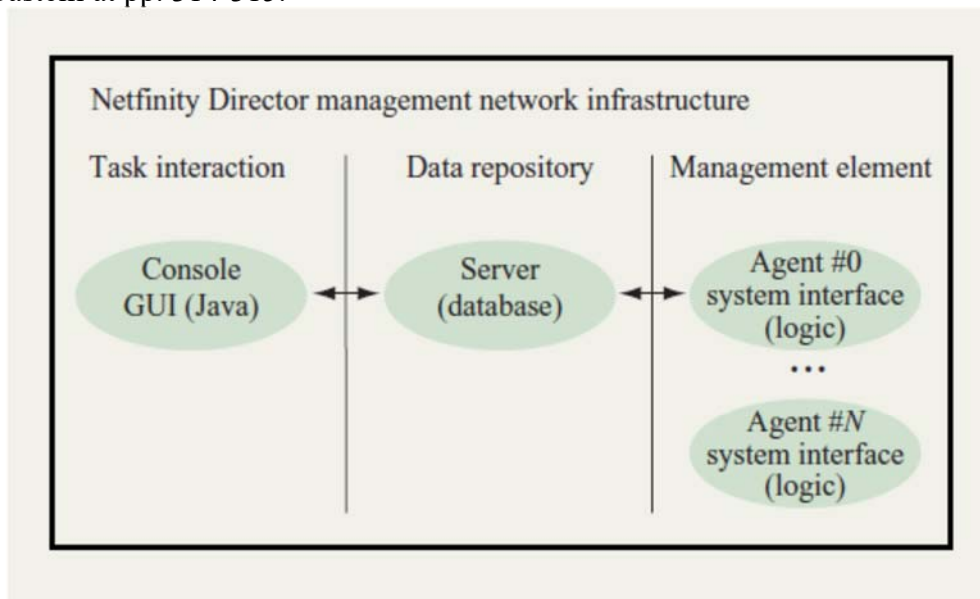 Netfinity Director management network infrastructure
Task interaction
Data repository
Management element
Console
GUI (Java)
Server
(database)
Agent #0
system interface
(logic)
...
Agent #N
system interface
(logic)